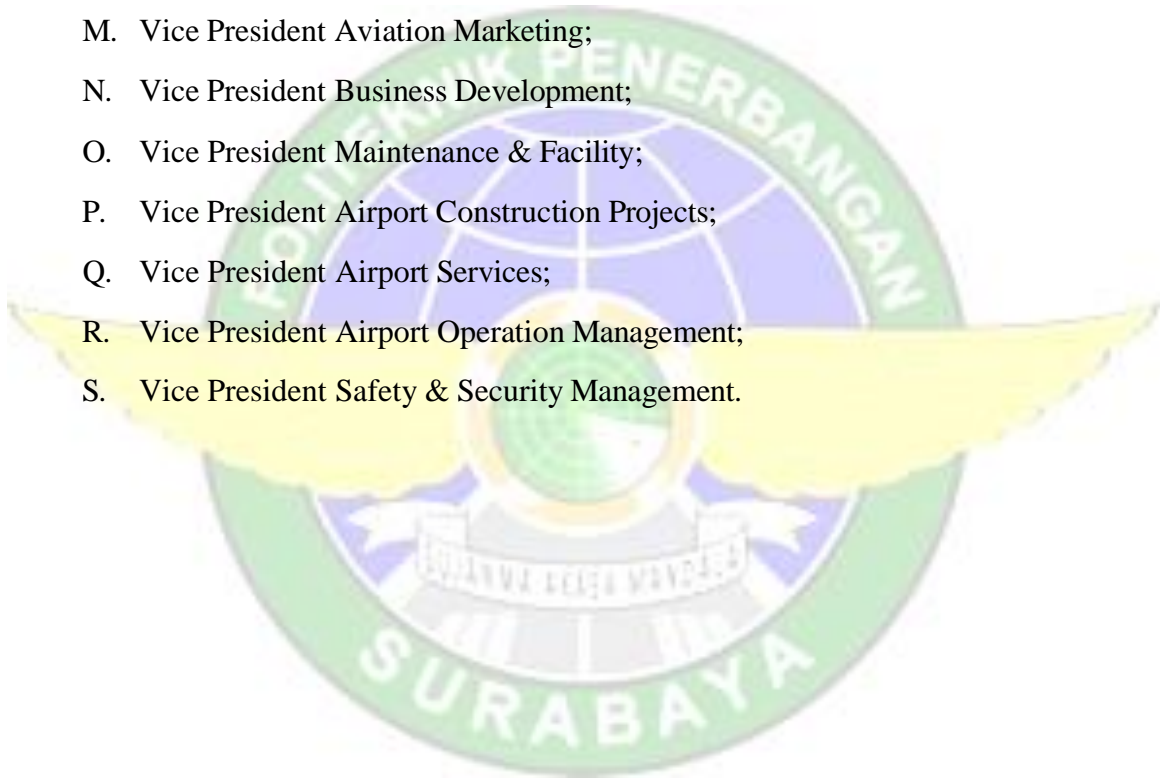 M. Vice President Aviation Marketing;
N. Vice President Business Development;
O. Vice President Maintenance & Facility;
P. Vice President Airport Construction Projects;
Q. Vice President Airport Services;
R. Vice President Airport Operation Management;
S. Vice President Safety & Security Management.
POLITEKNIK PENERBANGAN
SURABAYA